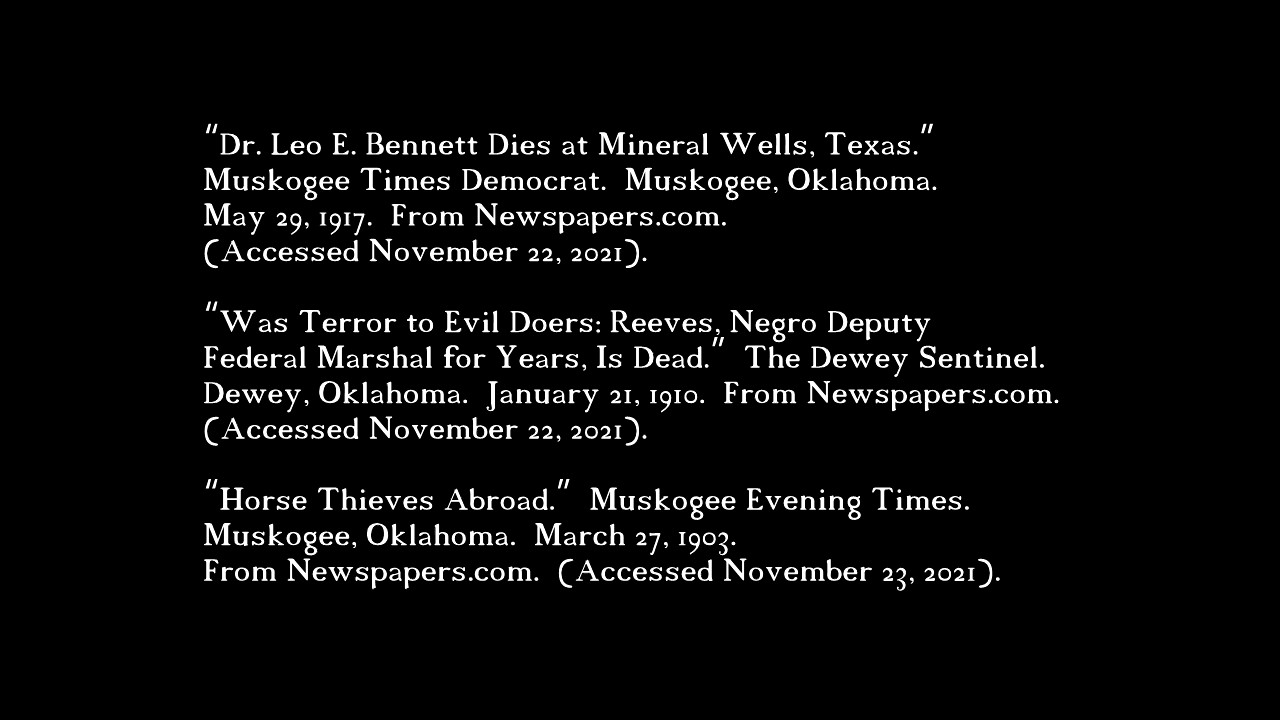 "Dr. Leo E. Bennett Dies at Mineral Wells, Texas."
Muskogee Times Democrat.  Muskogee, Oklahoma.
May 29, 1917.  From Newspapers.com.
(Accessed November 22, 2021).
"Was Terror to Evil Doers: Reeves, Negro Deputy
Federal Marshal for Years, Is Dead."  The Dewey Sentinel.
Dewey, Oklahoma.  January 21, 1910.  From Newspapers.com.
(Accessed November 22, 2021).
"Horse Thieves Abroad."  Muskogee Evening Times.
Muskogee, Oklahoma.  March 27, 1903.
From Newspapers.com.  (Accessed November 23, 2021).